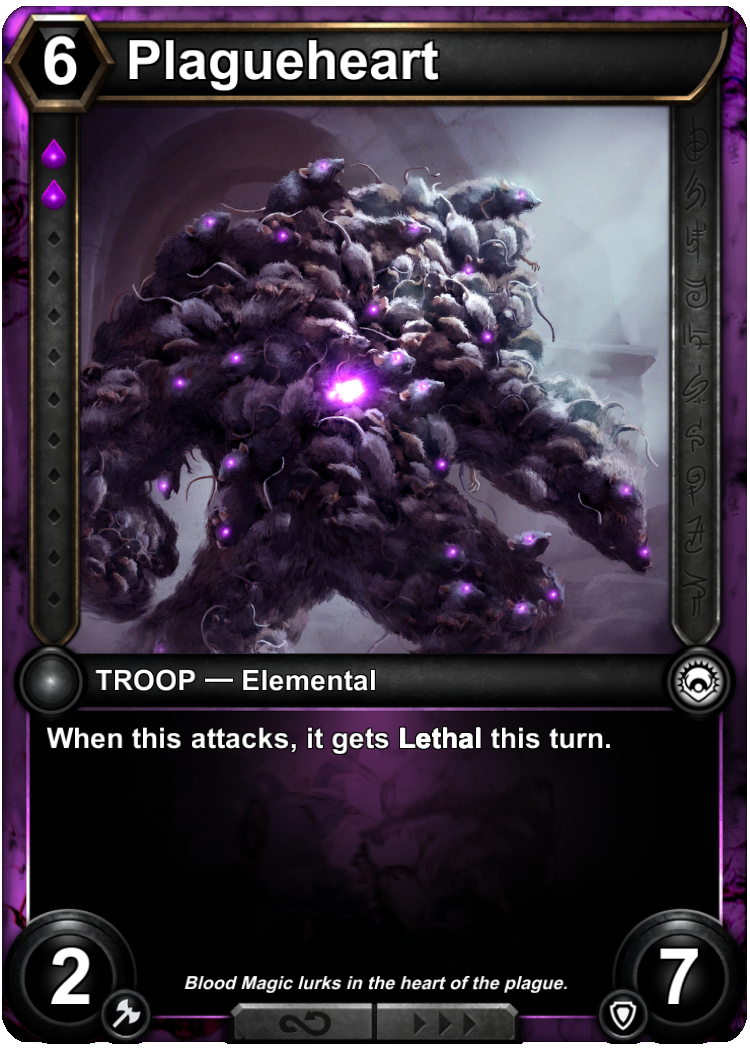 6 Plagueheart
TROOP — Elemental
When this attacks, it gets Lethal this turn.
Blood Magic lurks in the heart of the plague.
2 7